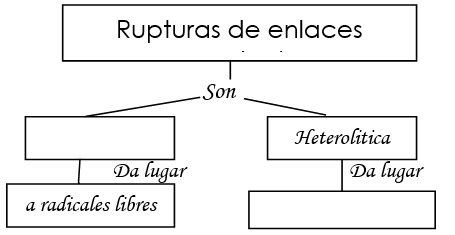 Rupturas de enlaces
Son
Heterolitica
Da lugar
Da lugar
a radicales libres